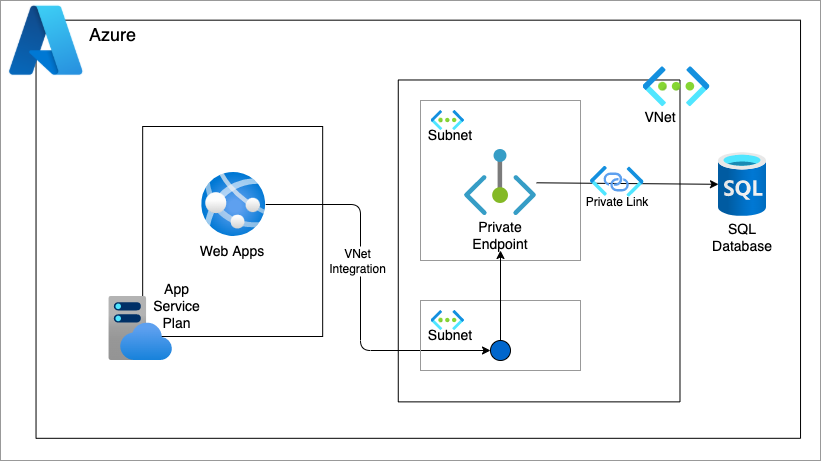 Azure
VNet
Subnet
Private
Endpoint
Private Link
SQL
SQL
Database
Web Apps
VNet
Integration
App
Service
Plan
Subnet